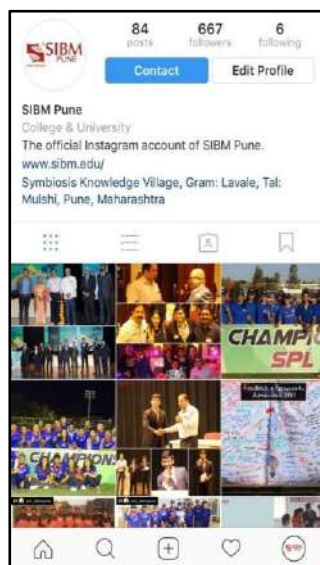 SIBM
PUNE
84
667
6
posts
followers
following
Contact
Edit Profile
SIBM Pune
College & University
The official Instagram account of SIBM Pune.
www.sibm.edu/
Symbiosis Knowledge Village, Gram: Lavale, Tal:
Mulshi, Pune, Maharashtra
CHAMPION
SPL
CHAMPIONS